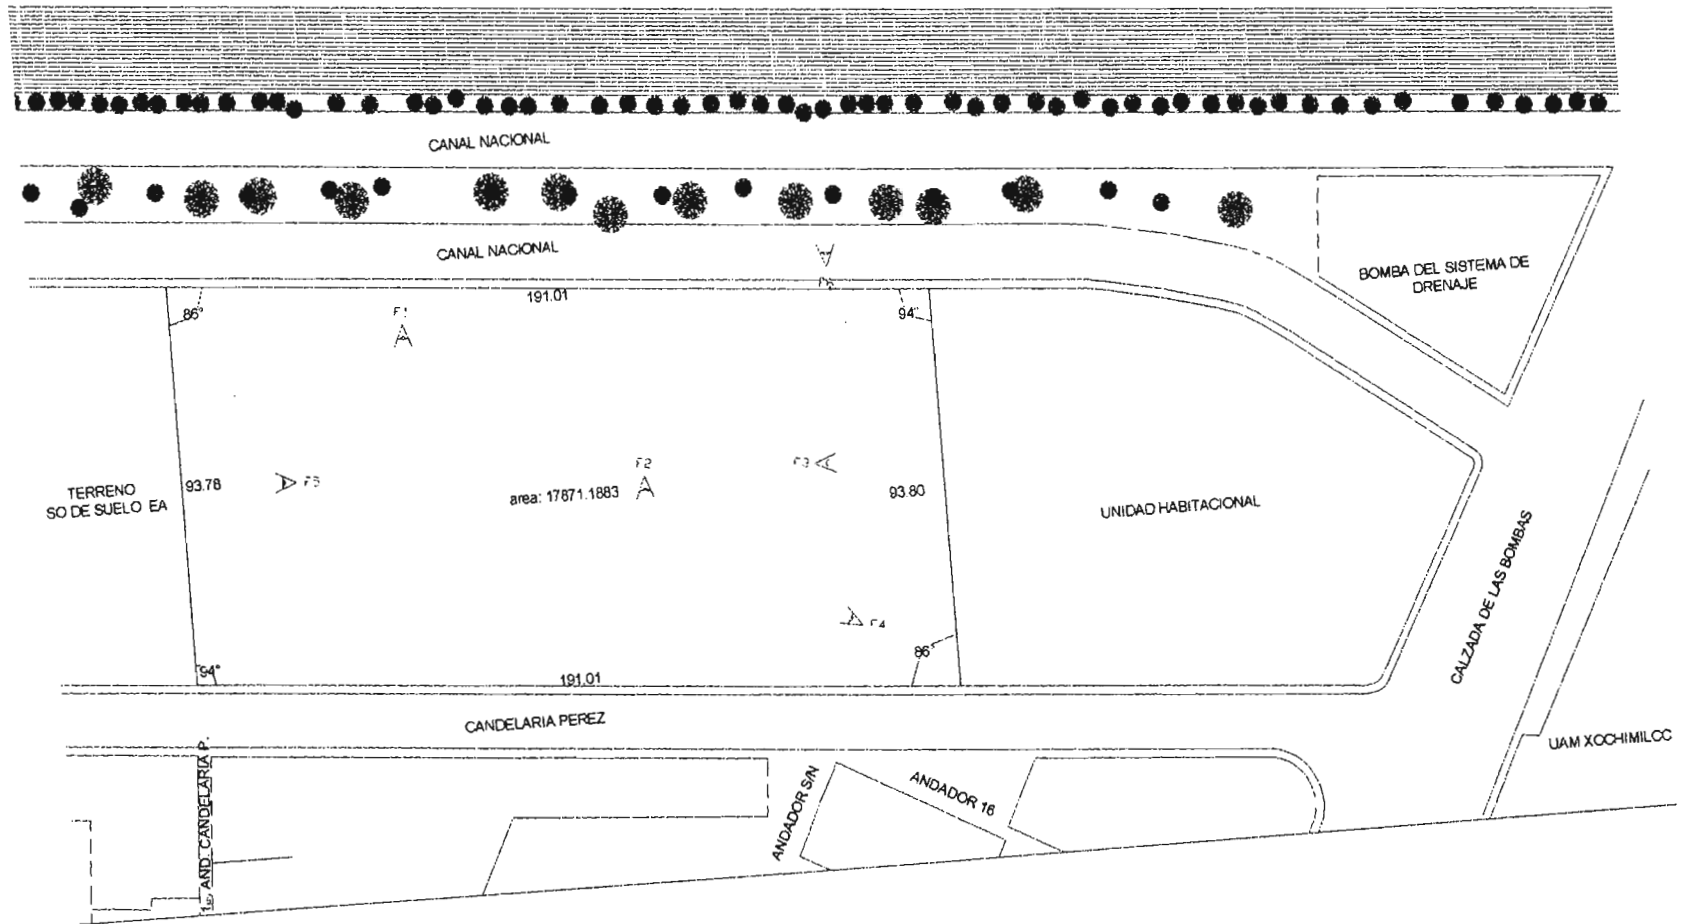 CANAL NACIONAL
CANAL NACIONAL
BOMBA DEL SISTEMA DE
DRENAJE
191.01
86°
94°
F1
F2
F3
F4
F5
TERRENO
SO DE SUELO EA
93.78
area: 17871.1883
93.80
UNIDAD HABITACIONAL
CALZADA DE LAS BOMBAS
94°
86°
191.01
CANDELARIA PEREZ
UAM XOCHIMILCC
AND. CANDELARIA P.
ANDADOR S/N
ANDADOR 16